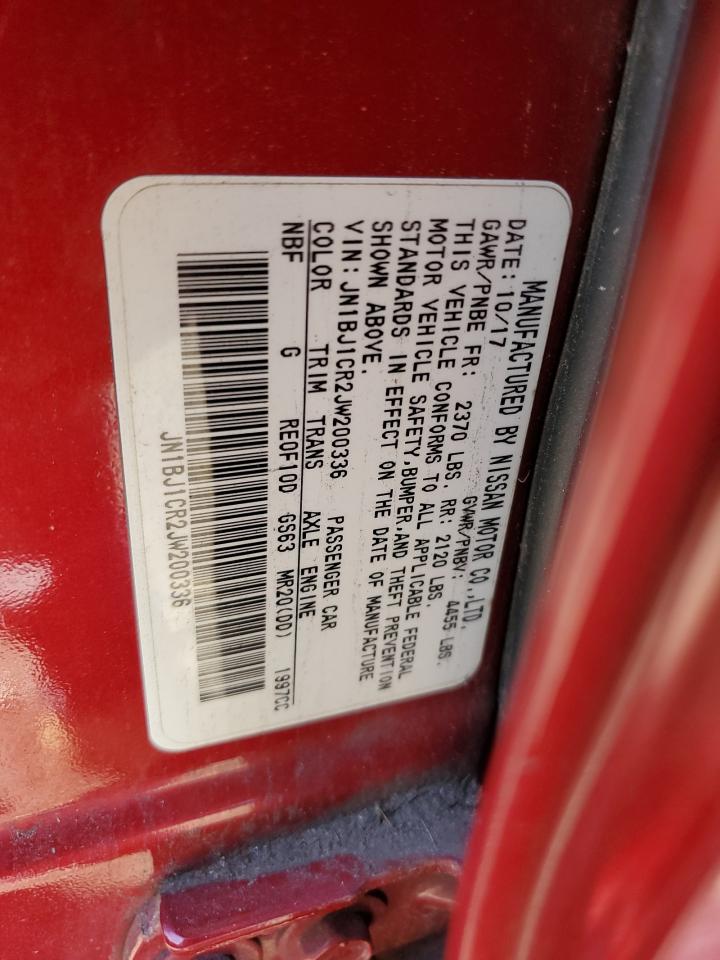 MANUFACTURED BY NISSAN MOTOR CO.,LTD.
DATE: 10/17 GVWR/PNBV: 4455 LBS.
GAWR/PNBE FR: 2370 LBS. RR: 2120 LBS.
THIS VEHICLE CONFORMS TO ALL APPLICABLE FEDERAL
MOTOR VEHICLE SAFETY,BUMPER,AND THEFT PREVENTION
STANDARDS IN EFFECT ON THE DATE OF MANUFACTURE
SHOWN ABOVE.
VIN: JN1BJ1CR2JW200336 PASSENGER CAR
COLOR TRIM TRANS AXLE ENGINE
NBF G RE0F10D GS63 MR20(DD) 1997CC
JN1BJ1CR2JW200336